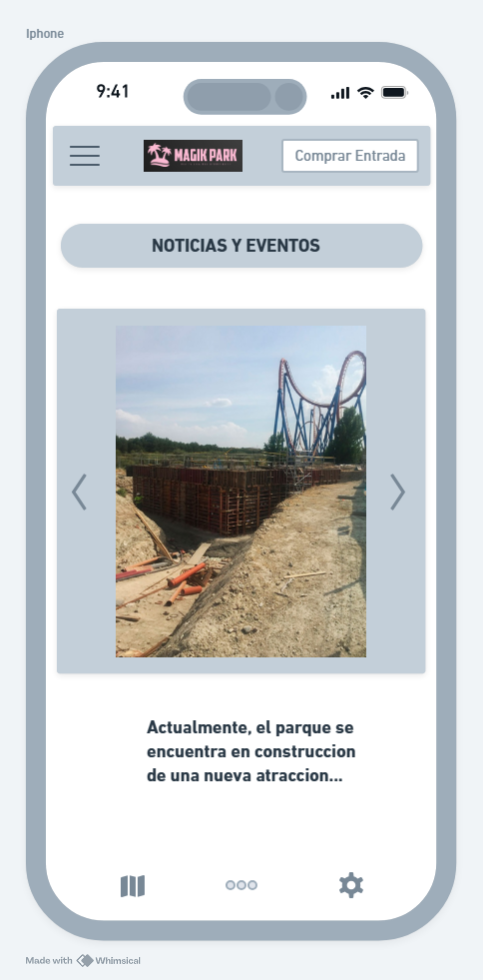 Iphone
9:41
MAGIK PARK
Comprar Entrada
NOTICIAS Y EVENTOS
Actualmente, el parque se
encuentra en construccion
de una nueva atraccion...
Made with Whimsical